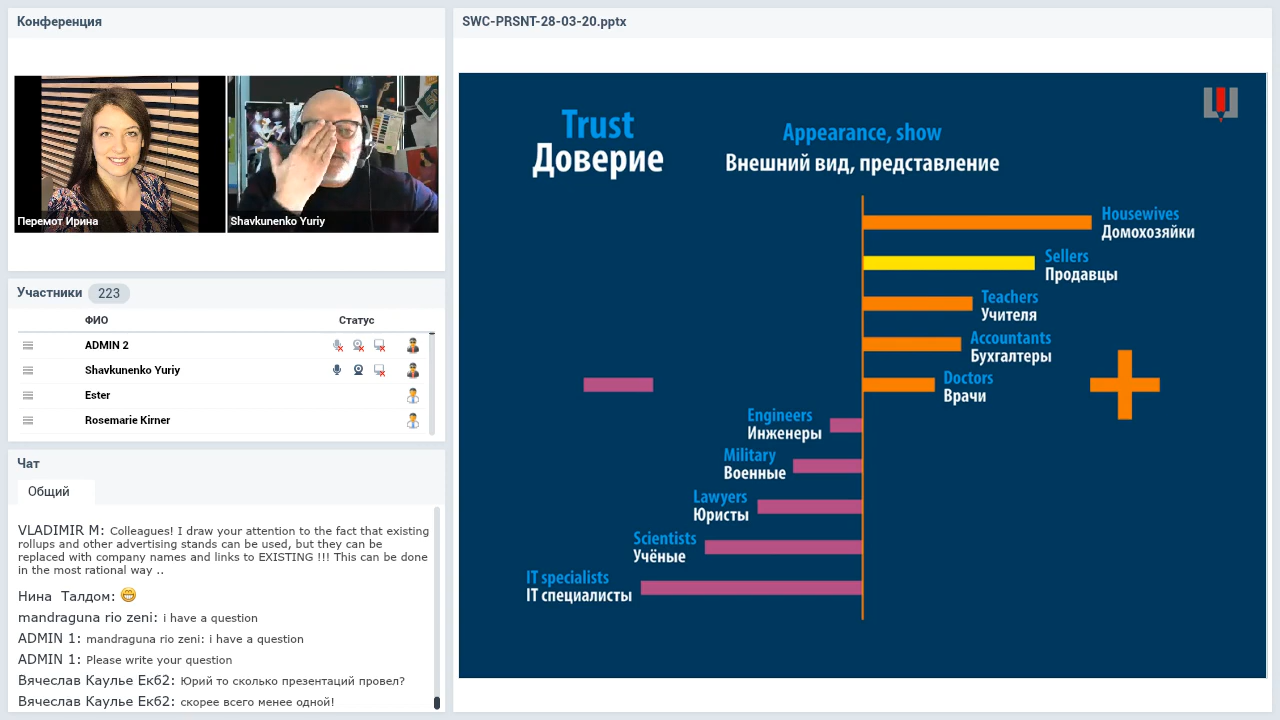 Конференция
Перемот Ирина
Shavkunenko Yuriy
Участники 223
ФИО Статус
ADMIN 2
Shavkunenko Yuriy
Ester
Rosemarie Kirner
Чат
Общий
VLADIMIR M: Colleagues! I draw your attention to the fact that existing
rollups and other advertising stands can be used, but they can be
replaced with company names and links to EXISTING !!! This can be done
in the most rational way ..
Нина Талдом:
mandraguna rio zeni: i have a question
ADMIN 1: mandraguna rio zeni: i have a question
ADMIN 1: Please write your question
Вячеслав Каулье Екб2: Юрий то сколько презентаций провел?
Вячеслав Каулье Екб2: скорее всего менее одной!
SWC-PRSNT-28-03-20.pptx
Trust
Доверие
Appearance, show
Внешний вид, представление
Housewives
Домохозяйки
Sellers
Продавцы
Teachers
Учителя
Accountants
Бухгалтеры
Doctors
Врачи
Engineers
Инженеры
Military
Военные
Lawyers
Юристы
Scientists
Учёные
IT specialists
IT специалисты